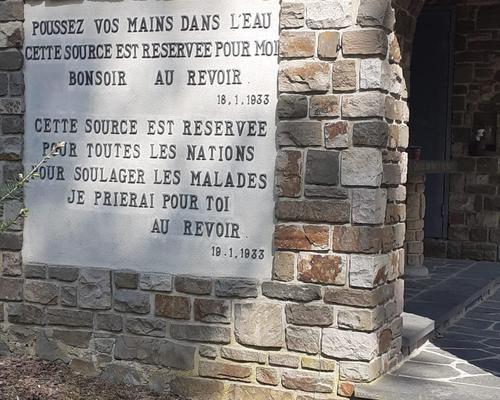 POUSSEZ VOS MAINS DANS L'EAU
CETTE SOURCE EST RESERVEE POUR MOI
BONSOIR AU REVOIR.
18.1.1933
CETTE SOURCE EST RESERVEE
POUR TOUTES LES NATIONS
POUR SOULAGER LES MALADES
JE PRIERAI POUR TOI
AU REVOIR.
19.1.1933